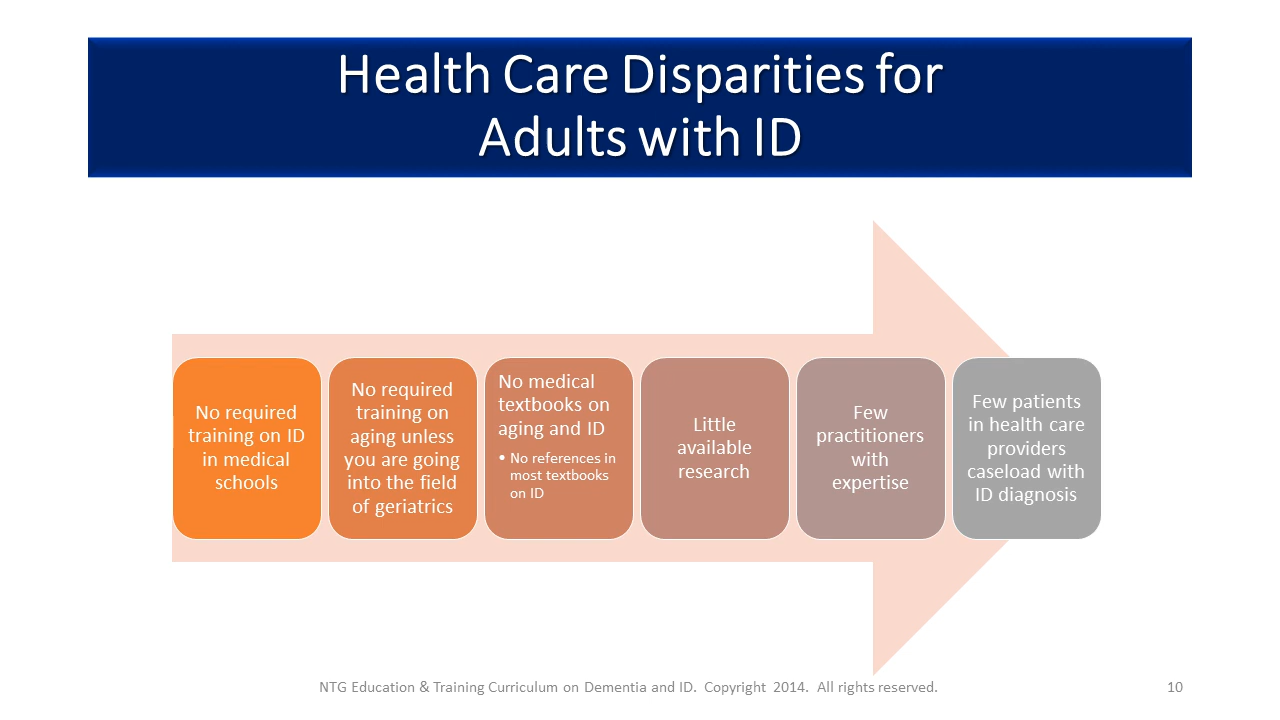 Health Care Disparities for
Adults with ID
No required
training on ID
in medical
schools
No required
training on
aging unless
you are going
into the field
of geriatrics
No medical
textbooks on
aging and ID
• No references in
most textbooks
on ID
Little
available
research
Few
practitioners
with
expertise
Few patients
in health care
providers
caseload with
ID diagnosis
NTG Education & Training Curriculum on Dementia and ID. Copyright 2014. All rights reserved.
10